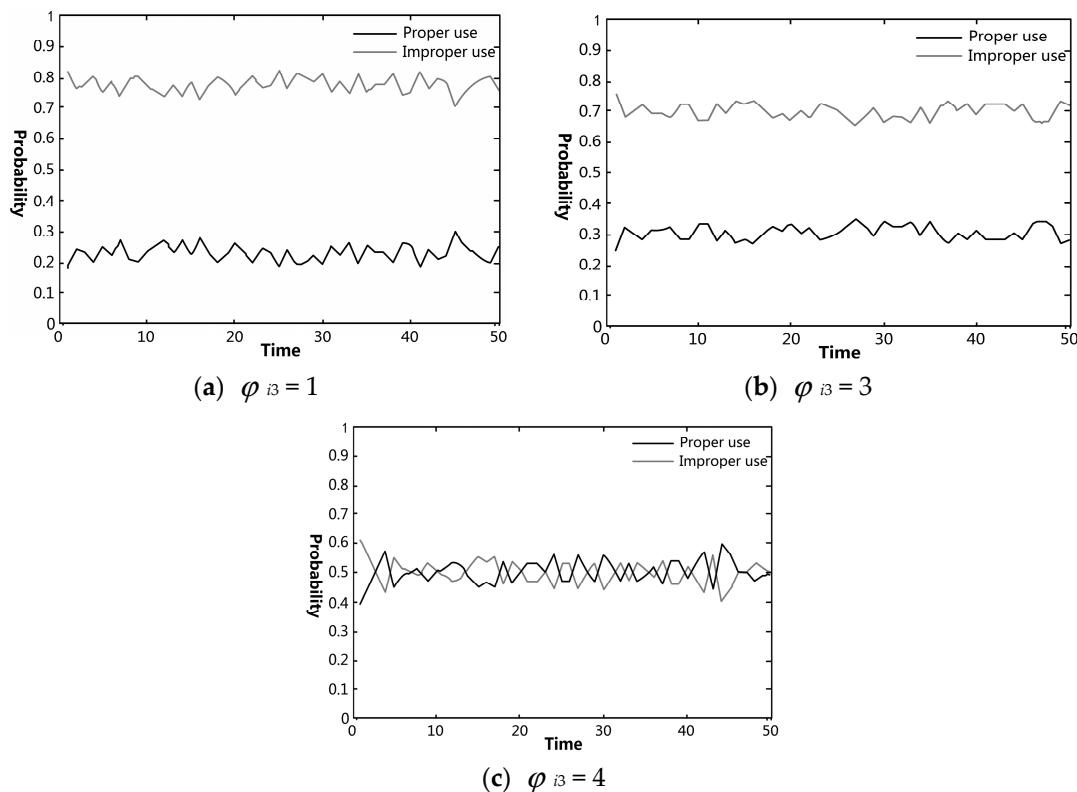 1
0.9
0.8
0.7
0.6
0.5
0.4
0.3
0.2
0.1
0
Probability
Proper use
Improper use
0 10 20 30 40 50
Time
(a) φ i3 = 1
1
0.9
0.8
0.7
0.6
0.5
0.4
0.3
0.2
0.1
0
Probability
Proper use
Improper use
0 10 20 30 40 50
Time
(b) φ i3 = 3
1
0.9
0.8
0.7
0.6
0.5
0.4
0.3
0.2
0.1
0
Probability
Proper use
Improper use
0 10 20 30 40 50
Time
(c) φ i3 = 4